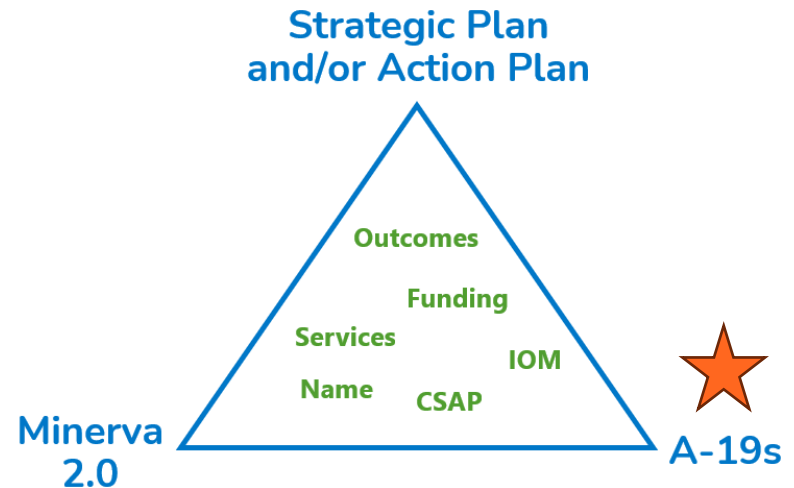 Strategic Plan
and/or Action Plan
Outcomes
Funding
Services
IOM
Name
CSAP
Minerva
2.0
A-19s